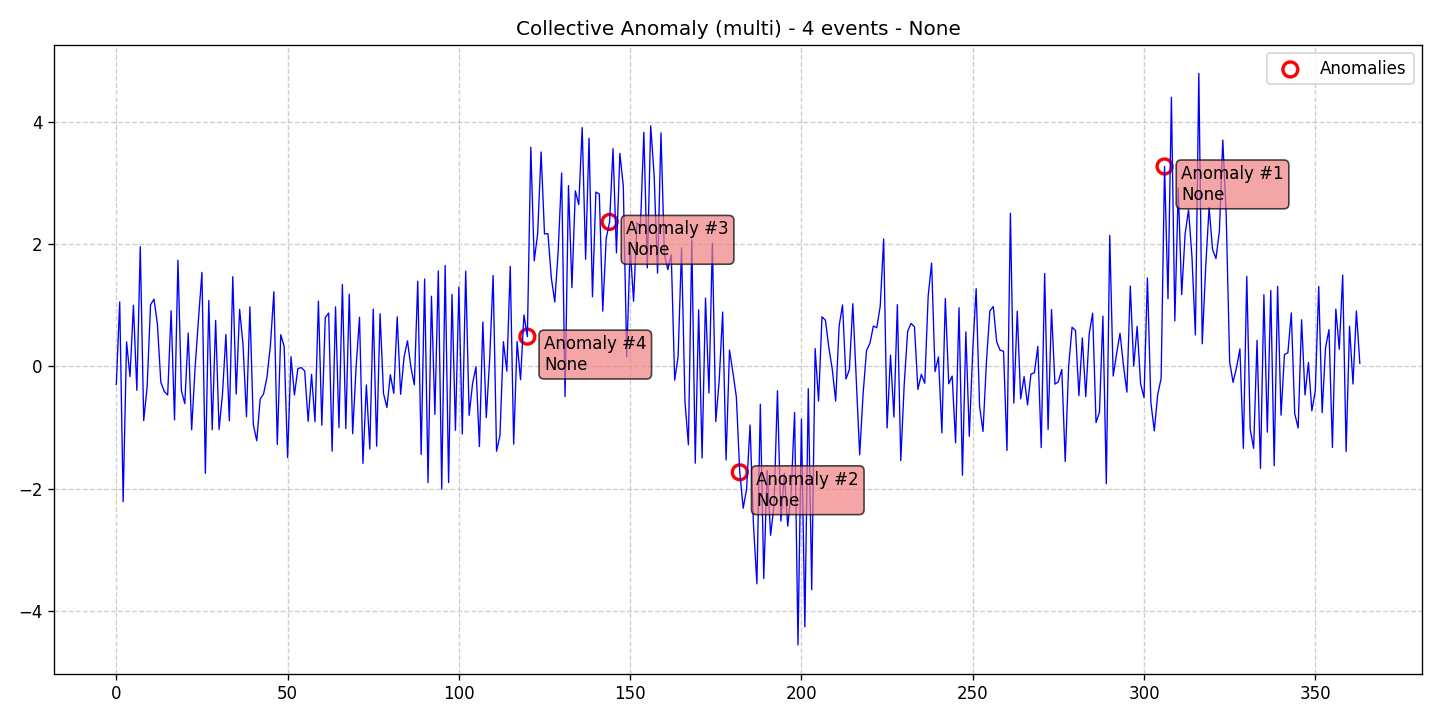 Collective Anomaly (multi) - 4 events - None
Anomalies
Anomaly #1
None
Anomaly #3
None
Anomaly #4
None
Anomaly #2
None
4
2
0
−2
−4
0
50
100
150
200
250
300
350